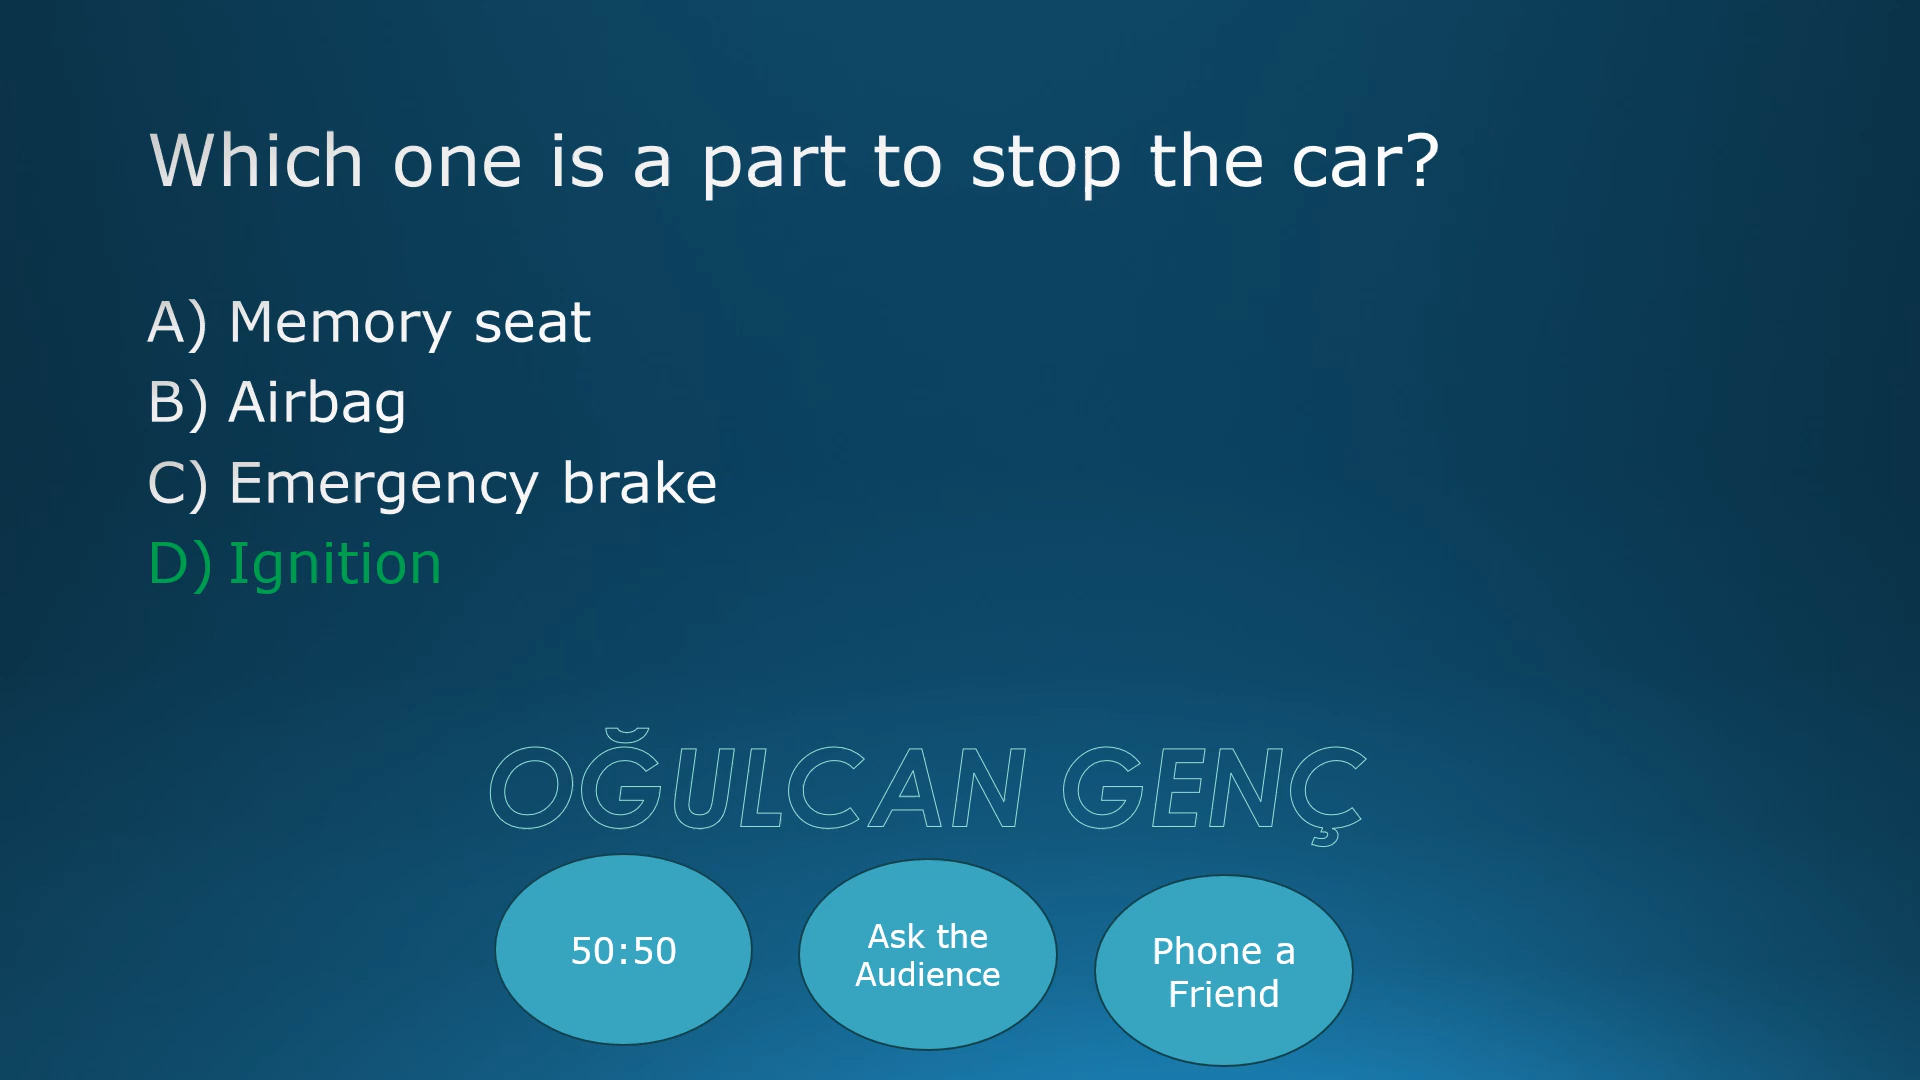 Which one is a part to stop the car?
A) Memory seat
B) Airbag
C) Emergency brake
D) Ignition
OĞULCAN GENÇ
50:50
Ask the
Audience
Phone a
Friend